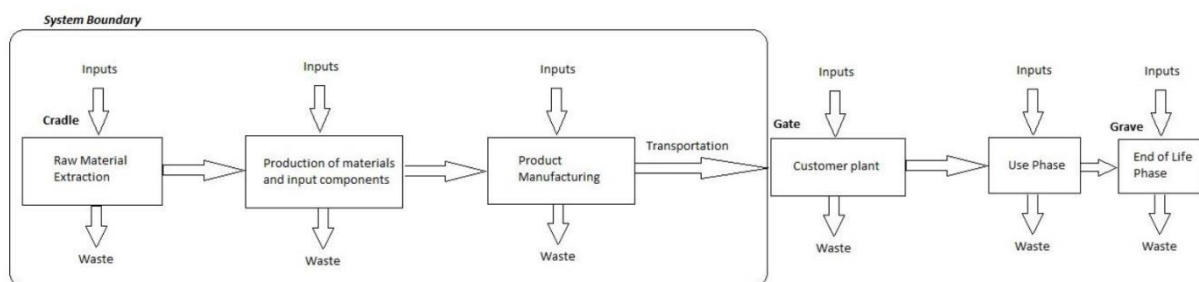 System Boundary
Inputs
Inputs
Inputs
Inputs
Inputs
Inputs
Cradle
Gate
Grave
Raw Material
Extraction
Production of materials
and input components
Product
Manufacturing
Transportation
Customer plant
Use Phase
End of Life
Phase
Waste
Waste
Waste
Waste
Waste
Waste